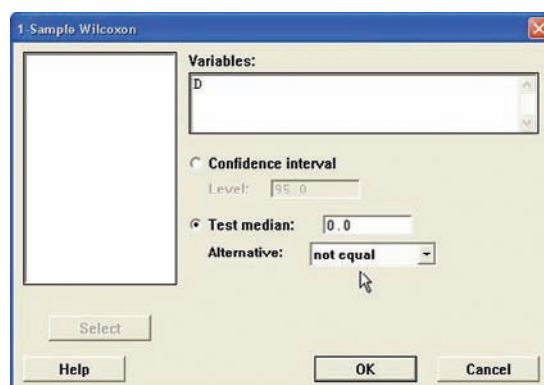 1-Sample Wilcoxon
Variables:
D
Confidence interval
Level: 95.0
Test median: 0.0
Alternative: not equal
Select
Help
OK
Cancel